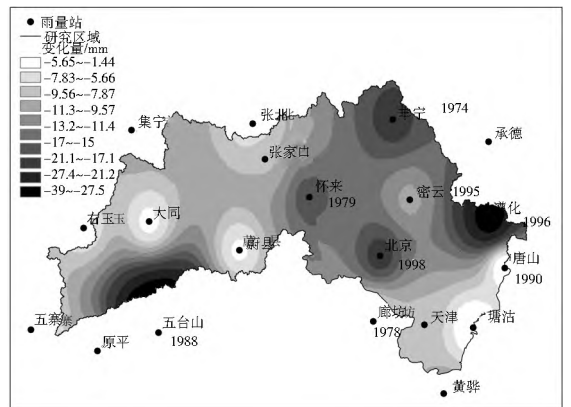 雨量站
研究区域
变化量/mm
-5.65~-1.44
-7.83~-5.66
-9.56~-7.87
-11.3~-9.57
-13.2~-11.4
-17~-15
-21.1~-17.1
-27.4~-21.2
-39~-27.5
集宁
张北
丰宁
1974
承德
张家口
怀来
1979
密云
1995
遵化
1996
右玉
大同
蔚县
北京
1998
唐山
1990
五寨
原平
五台山
1988
廊坊
1978
天津
塘沽
黄骅